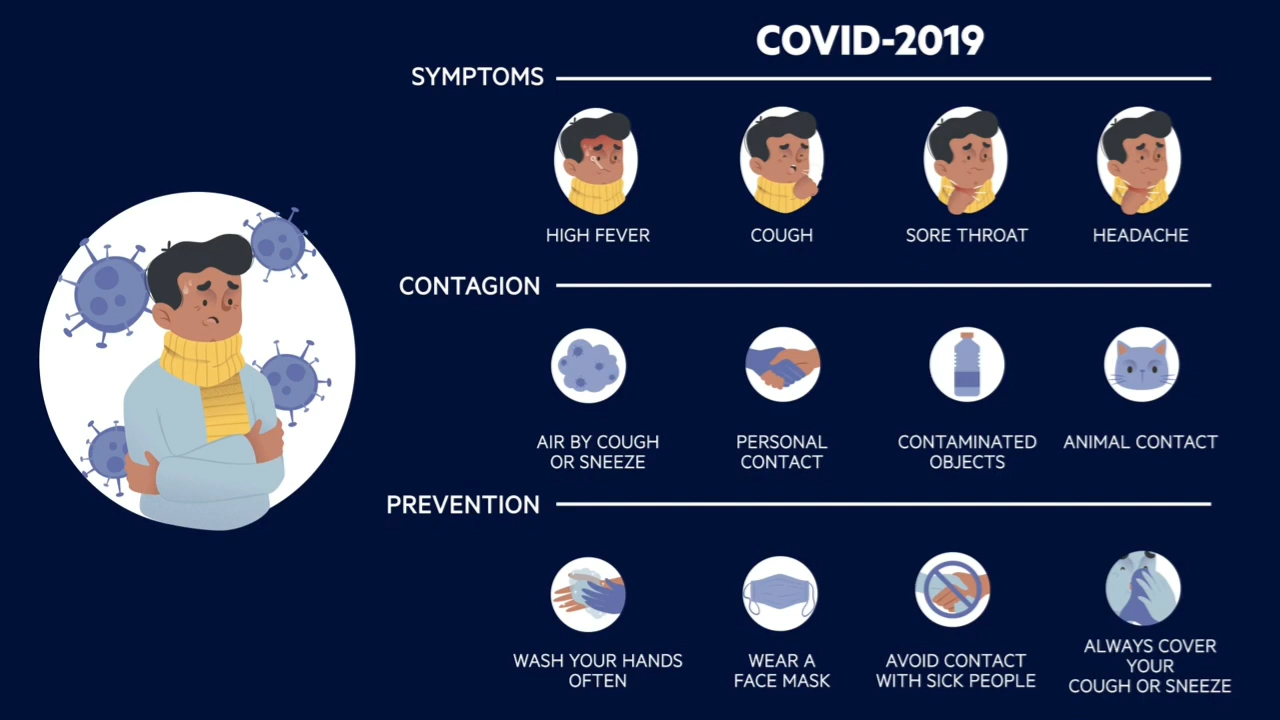 COVID-2019
SYMPTOMS
HIGH FEVER
COUGH
SORE THROAT
HEADACHE
CONTAGION
AIR BY COUGH
OR SNEEZE
PERSONAL
CONTACT
CONTAMINATED
OBJECTS
ANIMAL CONTACT
PREVENTION
WASH YOUR HANDS
OFTEN
WEAR A
FACE MASK
AVOID CONTACT
WITH SICK PEOPLE
ALWAYS COVER
YOUR
COUGH OR SNEEZE